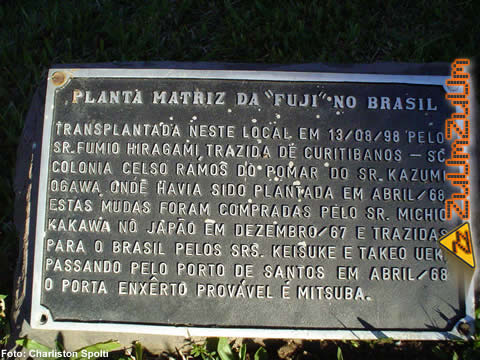 PLANTA MATRIZ DA "FUJI" NO BRASIL
TRANSPLANTADA NESTE LOCAL EM 13/08/98 PELO
SR. FUMIO HIRAGAMI, TRAZIDA DE CURITIBANOS - SC
COLONIA CELSO RAMOS DO POMAR DO SR. KAZUMI
OGAWA, ONDE HAVIA SIDO PLANTADA EM ABRIL/68
ESTAS MUDAS FORAM COMPRADAS PELO SR. MICHIO
KAKAWA NO JAPÃO EM DEZEMBRO/67 E TRAZIDAS
PARA O BRASIL PELOS SRS. KEISUKE E TAKEO UEKI,
PASSANDO PELO PORTO DE SANTOS EM ABRIL/68
O PORTA ENXÉRTO PROVÁVEL É MITSUBA.
zum
Foto: Charliston Spolti